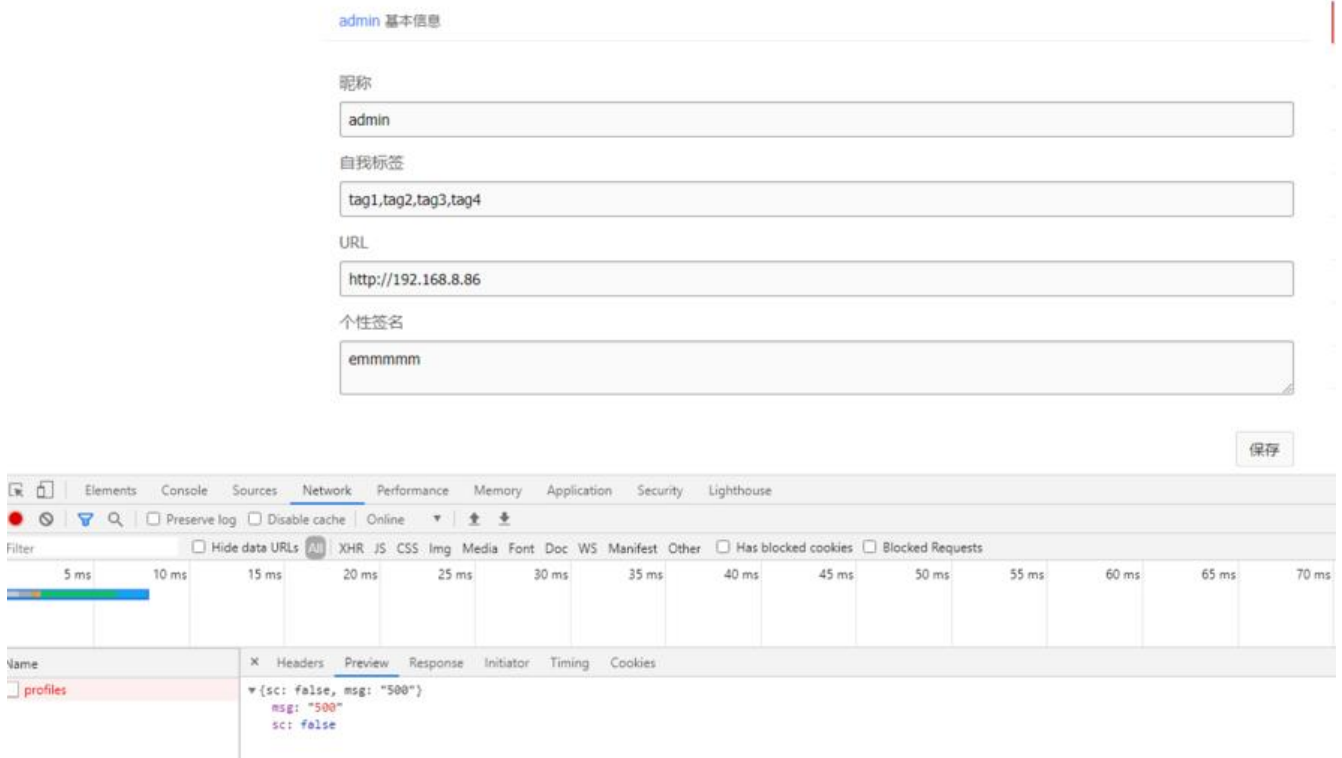 admin 基本信息
昵称
admin
自我标签
tag1,tag2,tag3,tag4
URL
http://192.168.8.86
个性签名
emmmmm
保存
Elements Console Sources Network Performance Memory Application Security Lighthouse
Preserve log Disable cache Online
Filter Hide data URLs All XHR JS CSS Img Media Font Doc WS Manifest Other Has blocked cookies Blocked Requests
5 ms 10 ms 15 ms 20 ms 25 ms 30 ms 35 ms 40 ms 45 ms 50 ms 55 ms 60 ms 65 ms 70 ms
Name × Headers Preview Response Initiator Timing Cookies
profiles ▼{sc: false, msg: "500"}
msg: "500"
sc: false